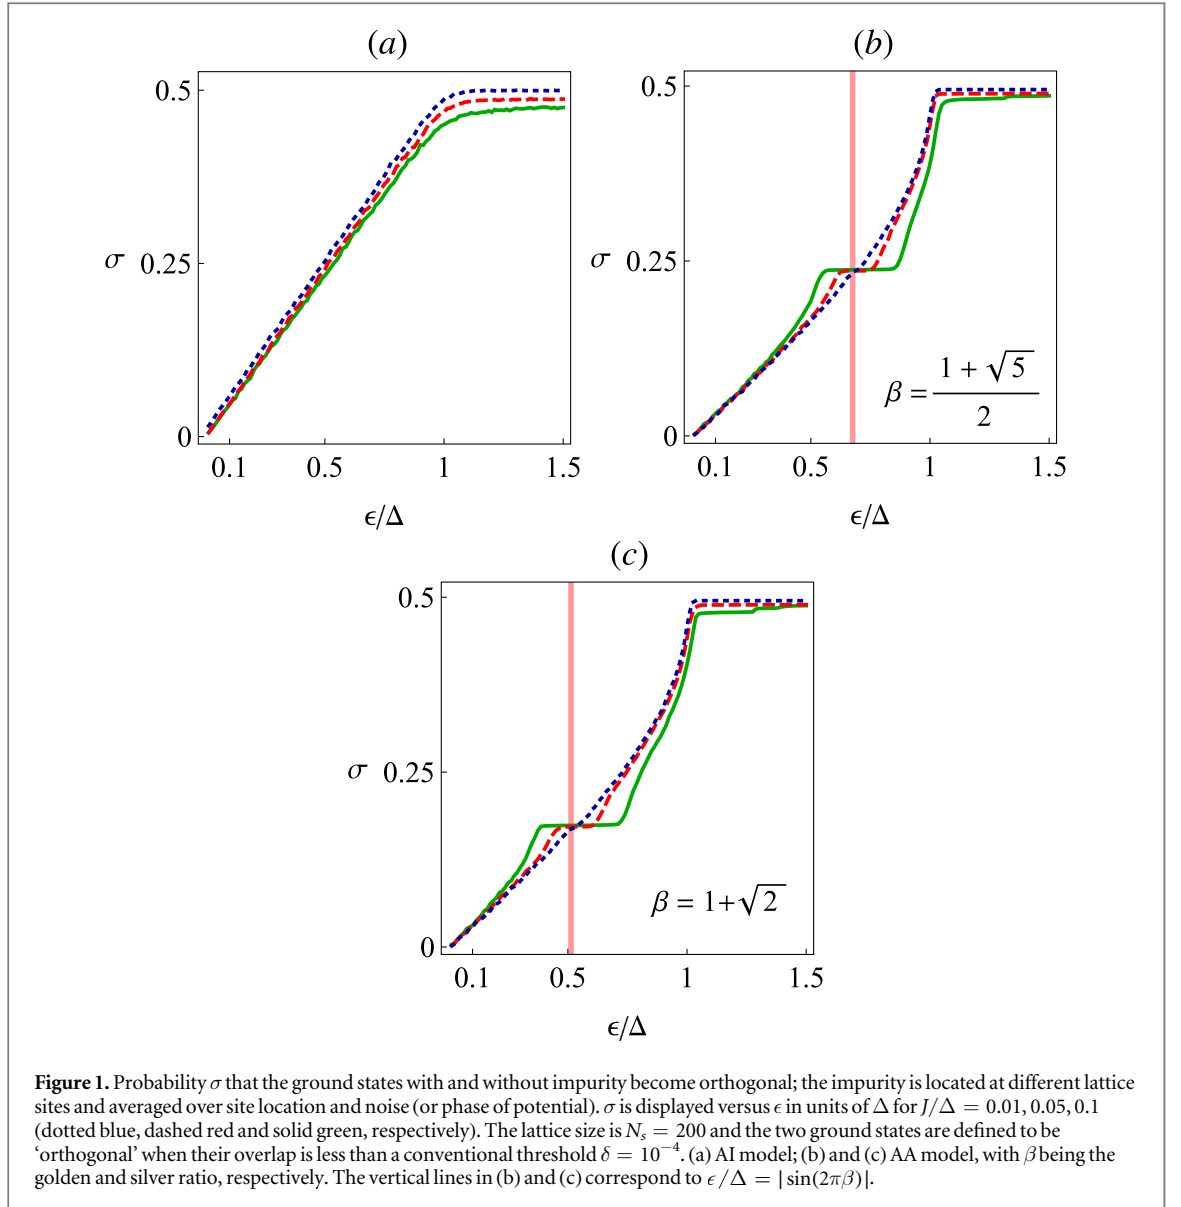 (a)
0.5
σ 0.25
0
0.1 0.5 1 1.5
ϵ/Δ
(b)
0.5
σ 0.25
0
0.1 0.5 1 1.5
ϵ/Δ
β = (1 + √5)/2
(c)
0.5
σ 0.25
0
0.1 0.5 1 1.5
ϵ/Δ
β = 1+√2
Figure 1. Probability σ that the ground states with and without impurity become orthogonal; the impurity is located at different lattice
sites and averaged over site location and noise (or phase of potential). σ is displayed versus ϵ in units of Δ for J/Δ = 0.01, 0.05, 0.1
(dotted blue, dashed red and solid green, respectively). The lattice size is Nₛ = 200 and the two ground states are defined to be
‘orthogonal’ when their overlap is less than a conventional threshold δ = 10⁻⁴. (a) AI model; (b) and (c) AA model, with β being the
golden and silver ratio, respectively. The vertical lines in (b) and (c) correspond to ϵ/Δ = |sin(2πβ)|.